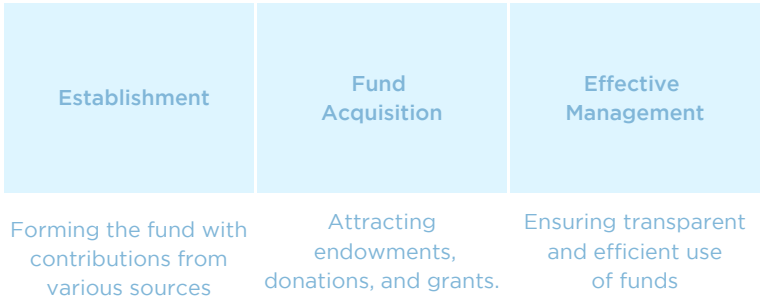 Establishment
Fund
Acquisition
Effective
Management
Forming the fund with
contributions from
various sources
Attracting
endowments,
donations, and grants.
Ensuring transparent
and efficient use
of funds